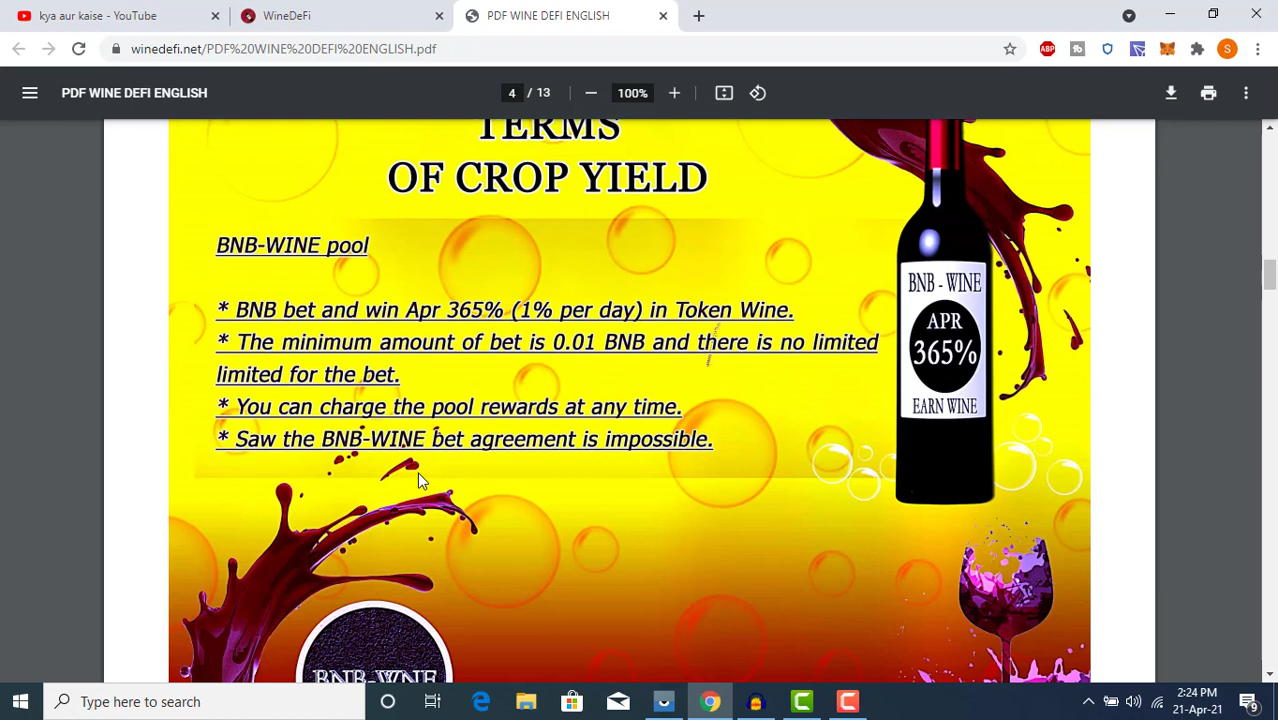 kya aur kaise - YouTube
WineDeFi
PDF WINE DEFI ENGLISH
winedefi.net/PDF%20WINE%20DEFI%20ENGLISH.pdf
ABP
S
PDF WINE DEFI ENGLISH
4 / 13
100%
TERMS
OF CROP YIELD
BNB-WINE pool
* BNB bet and win Apr 365% (1% per day) in Token Wine.
* The minimum amount of bet is 0.01 BNB and there is no limited
limited for the bet.
* You can charge the pool rewards at any time.
* Saw the BNB-WINE bet agreement is impossible.
BNB - WINE
APR
365%
EARN WINE
BNB-WINE
Type here to search
2:24 PM
21-Apr-21
9